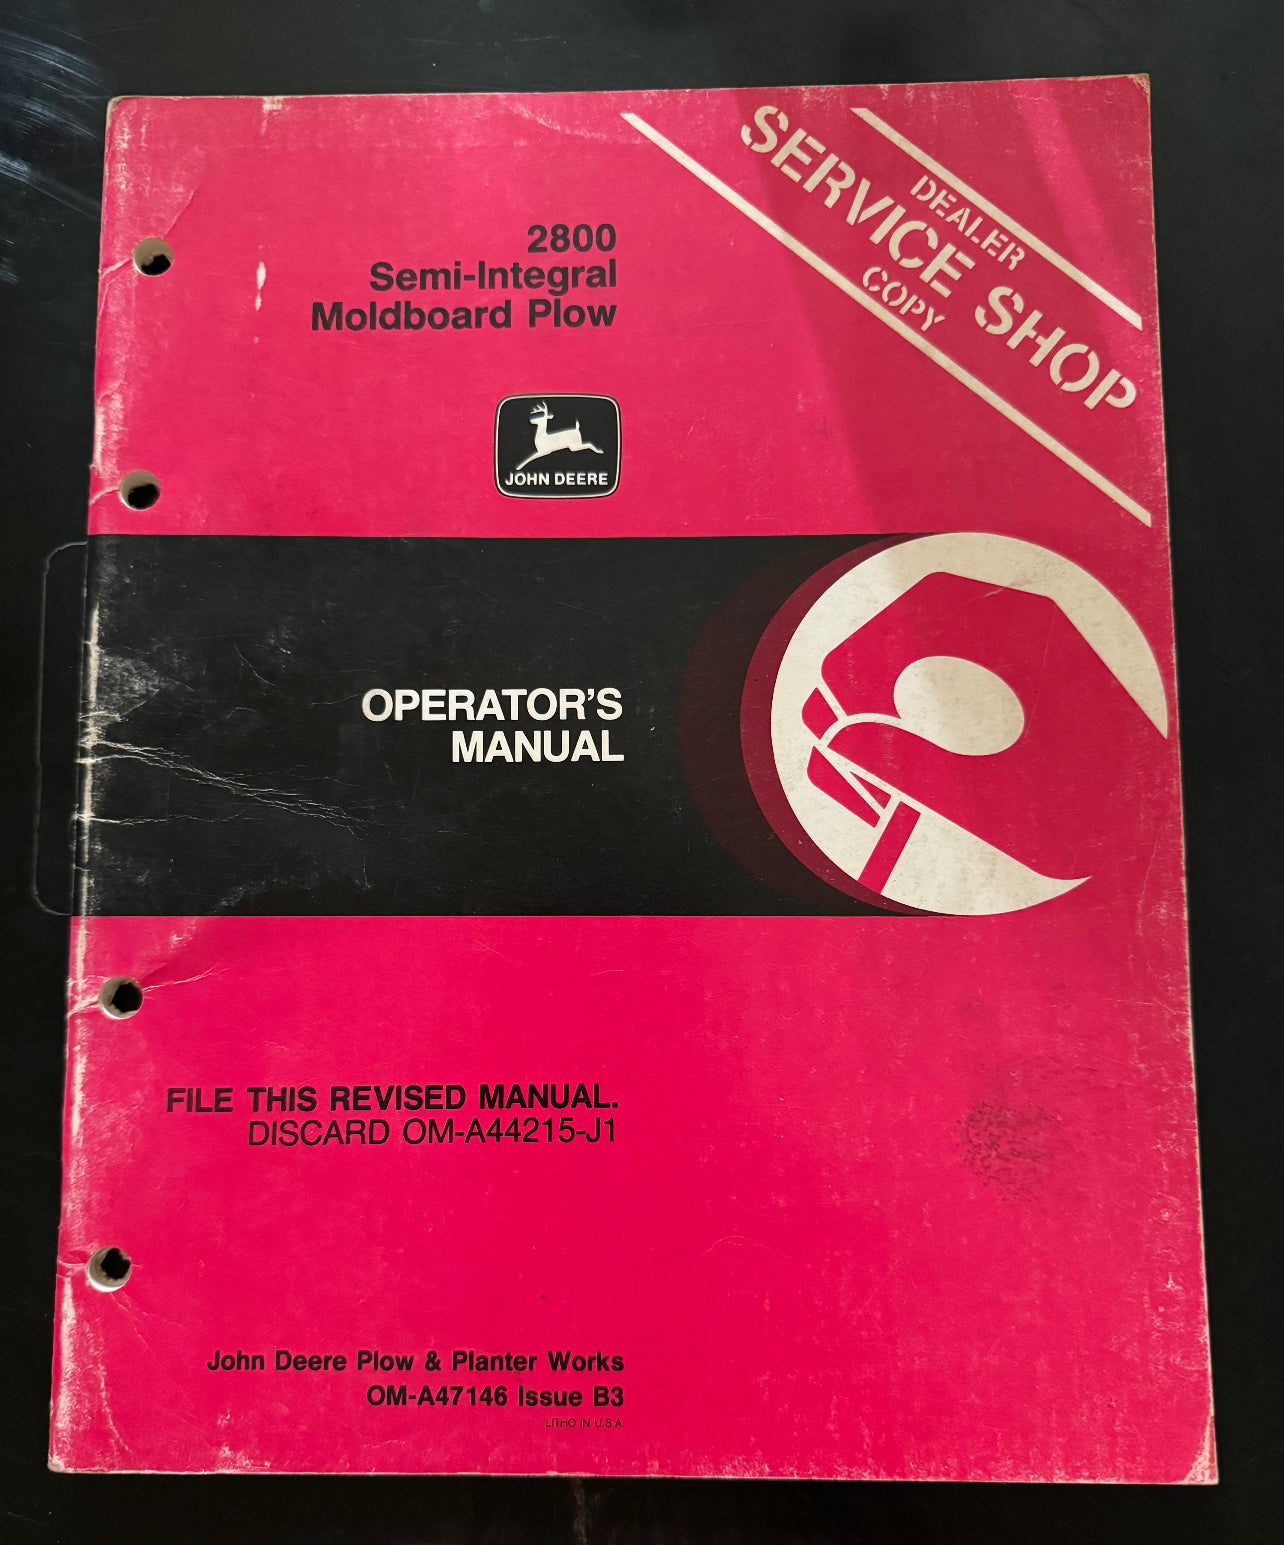 2800
Semi-Integral
Moldboard Plow
DEALER
SERVICE SHOP
COPY
JOHN DEERE
OPERATOR'S
MANUAL
FILE THIS REVISED MANUAL.
DISCARD OM-A44215-J1
John Deere Plow & Planter Works
OM-A47146 Issue B3
LITHO IN U.S.A.